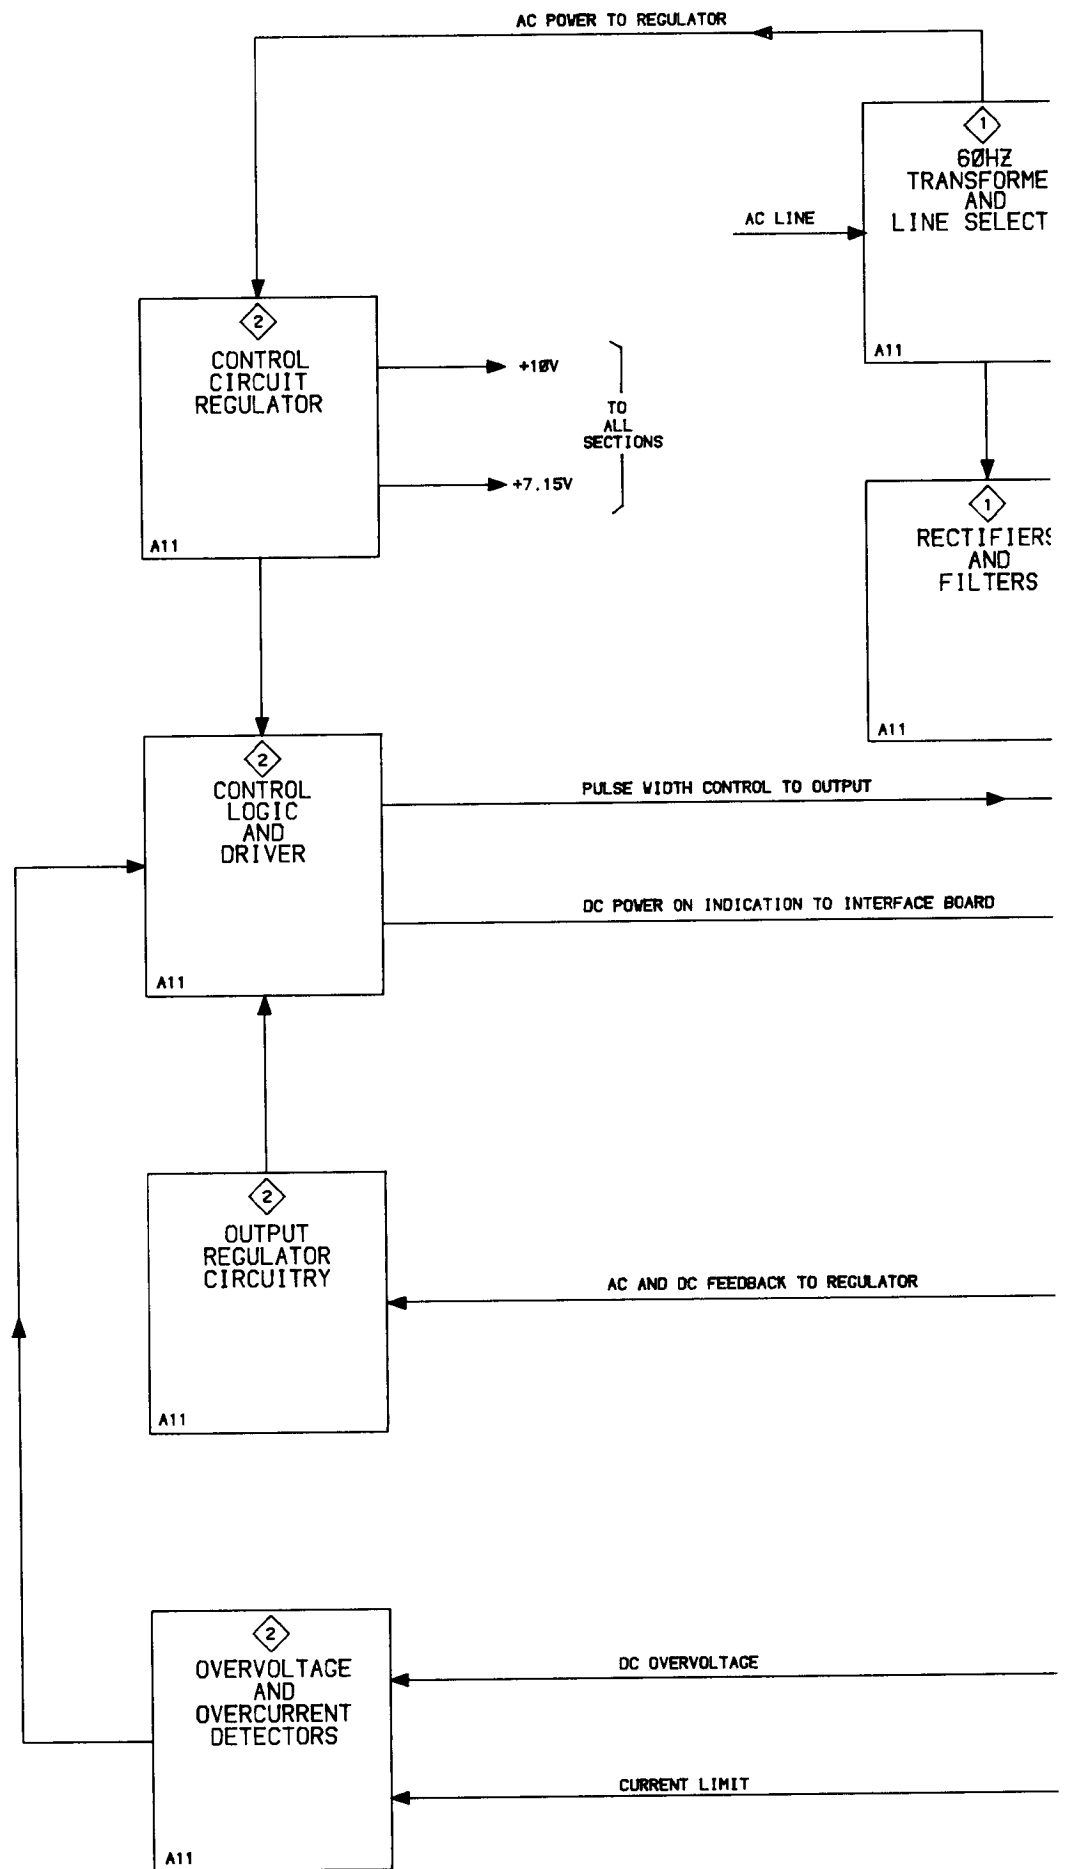 AC POWER TO REGULATOR
1
60HZ
TRANSFORME
AND
LINE SELECT
AC LINE
A11
2
CONTROL
CIRCUIT
REGULATOR
+10V
TO
ALL
SECTIONS
+7.15V
A11
1
RECTIFIERS
AND
FILTERS
A11
2
CONTROL
LOGIC
AND
DRIVER
PULSE WIDTH CONTROL TO OUTPUT
DC POWER ON INDICATION TO INTERFACE BOARD
A11
2
OUTPUT
REGULATOR
CIRCUITRY
AC AND DC FEEDBACK TO REGULATOR
A11
2
OVERVOLTAGE
AND
OVERCURRENT
DETECTORS
DC OVERVOLTAGE
CURRENT LIMIT
A11